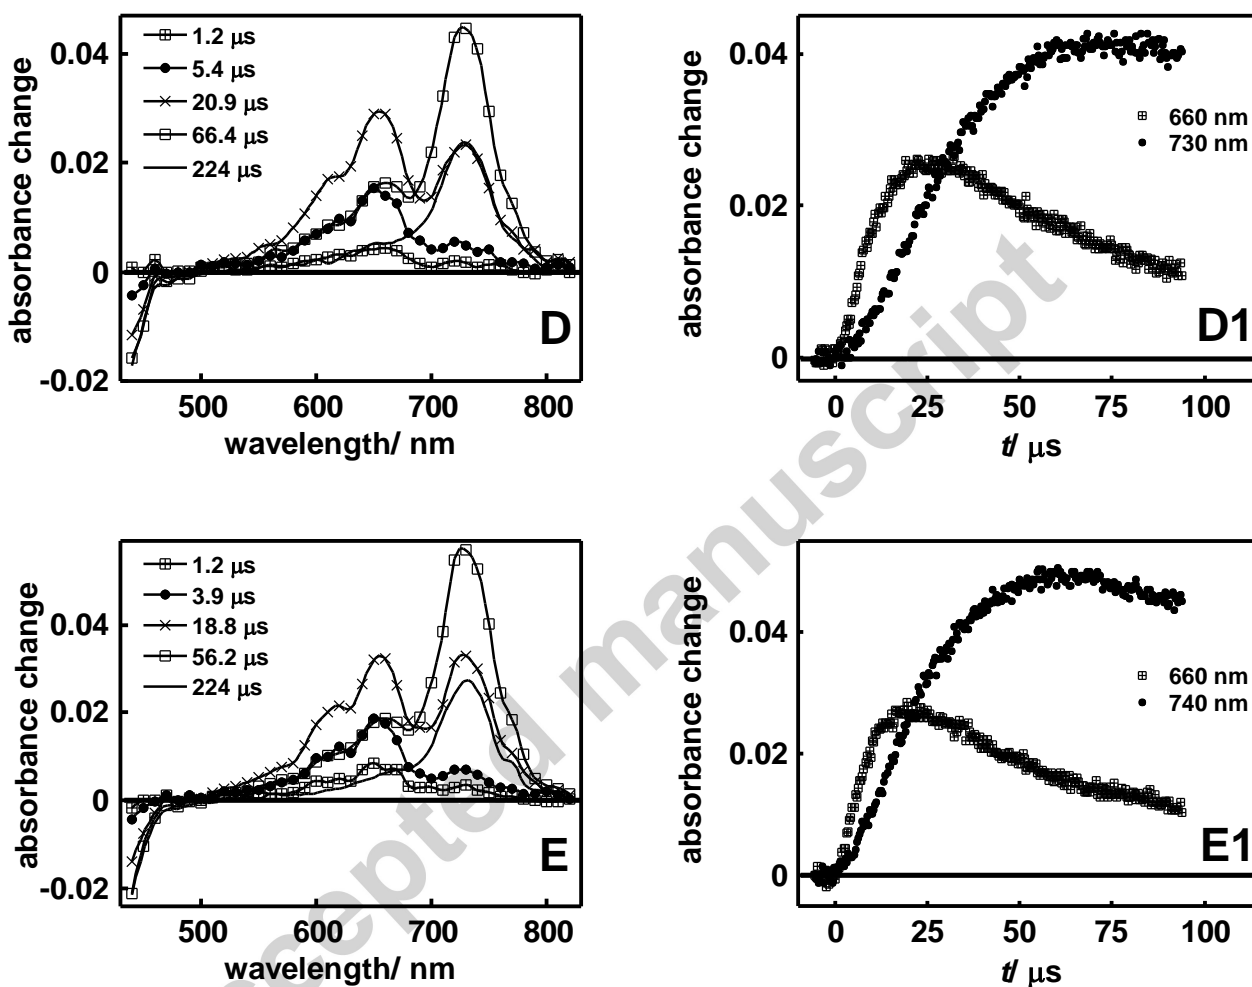 absorbance change
0.04
0.02
0
-0.02
1.2 μs
5.4 μs
20.9 μs
66.4 μs
224 μs
D
500 600 700 800
wavelength/ nm
absorbance change
0.04
0.02
0
660 nm
730 nm
D1
0 25 50 75 100
t/ μs
absorbance change
0.04
0.02
0
-0.02
1.2 μs
3.9 μs
18.8 μs
56.2 μs
224 μs
E
500 600 700 800
wavelength/ nm
absorbance change
0.04
0.02
0
660 nm
740 nm
E1
0 25 50 75 100
t/ μs
cepted manuscript